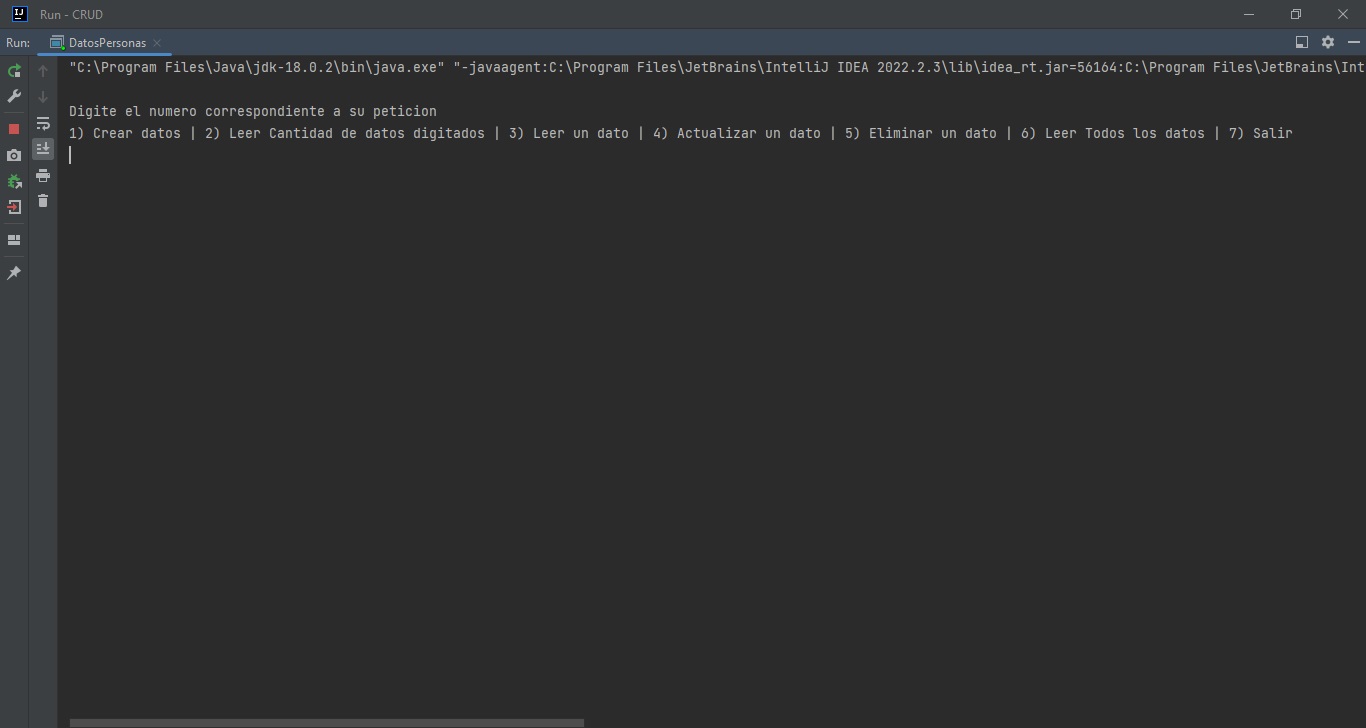 IJ Run - CRUD
Run: DatosPersonas
"C:\Program Files\Java\jdk-18.0.2\bin\java.exe" "-javaagent:C:\Program Files\JetBrains\IntelliJ IDEA 2022.2.3\lib\idea_rt.jar=56164:C:\Program Files\JetBrains\Int
Digite el numero correspondiente a su peticion
1) Crear datos | 2) Leer Cantidad de datos digitados | 3) Leer un dato | 4) Actualizar un dato | 5) Eliminar un dato | 6) Leer Todos los datos | 7) Salir